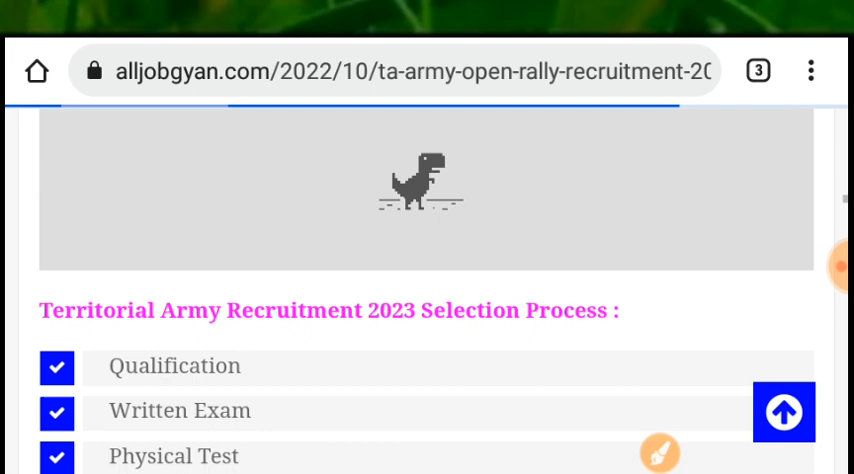 alljobgyan.com/2022/10/ta-army-open-rally-recruitment-20
3
Territorial Army Recruitment 2023 Selection Process :
Qualification
Written Exam
Physical Test